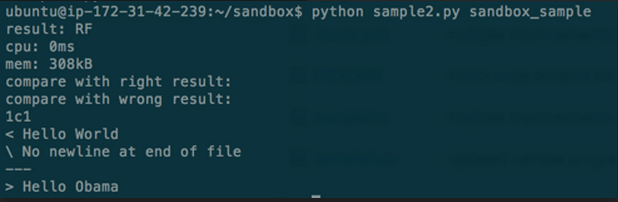 ubuntu@ip-172-31-42-239:~/sandbox$ python sample2.py sandbox_sample
result: RF
cpu: 0ms
mem: 308kB
compare with right result:
compare with wrong result:
1c1
< Hello World
\ No newline at end of file
---
> Hello Obama